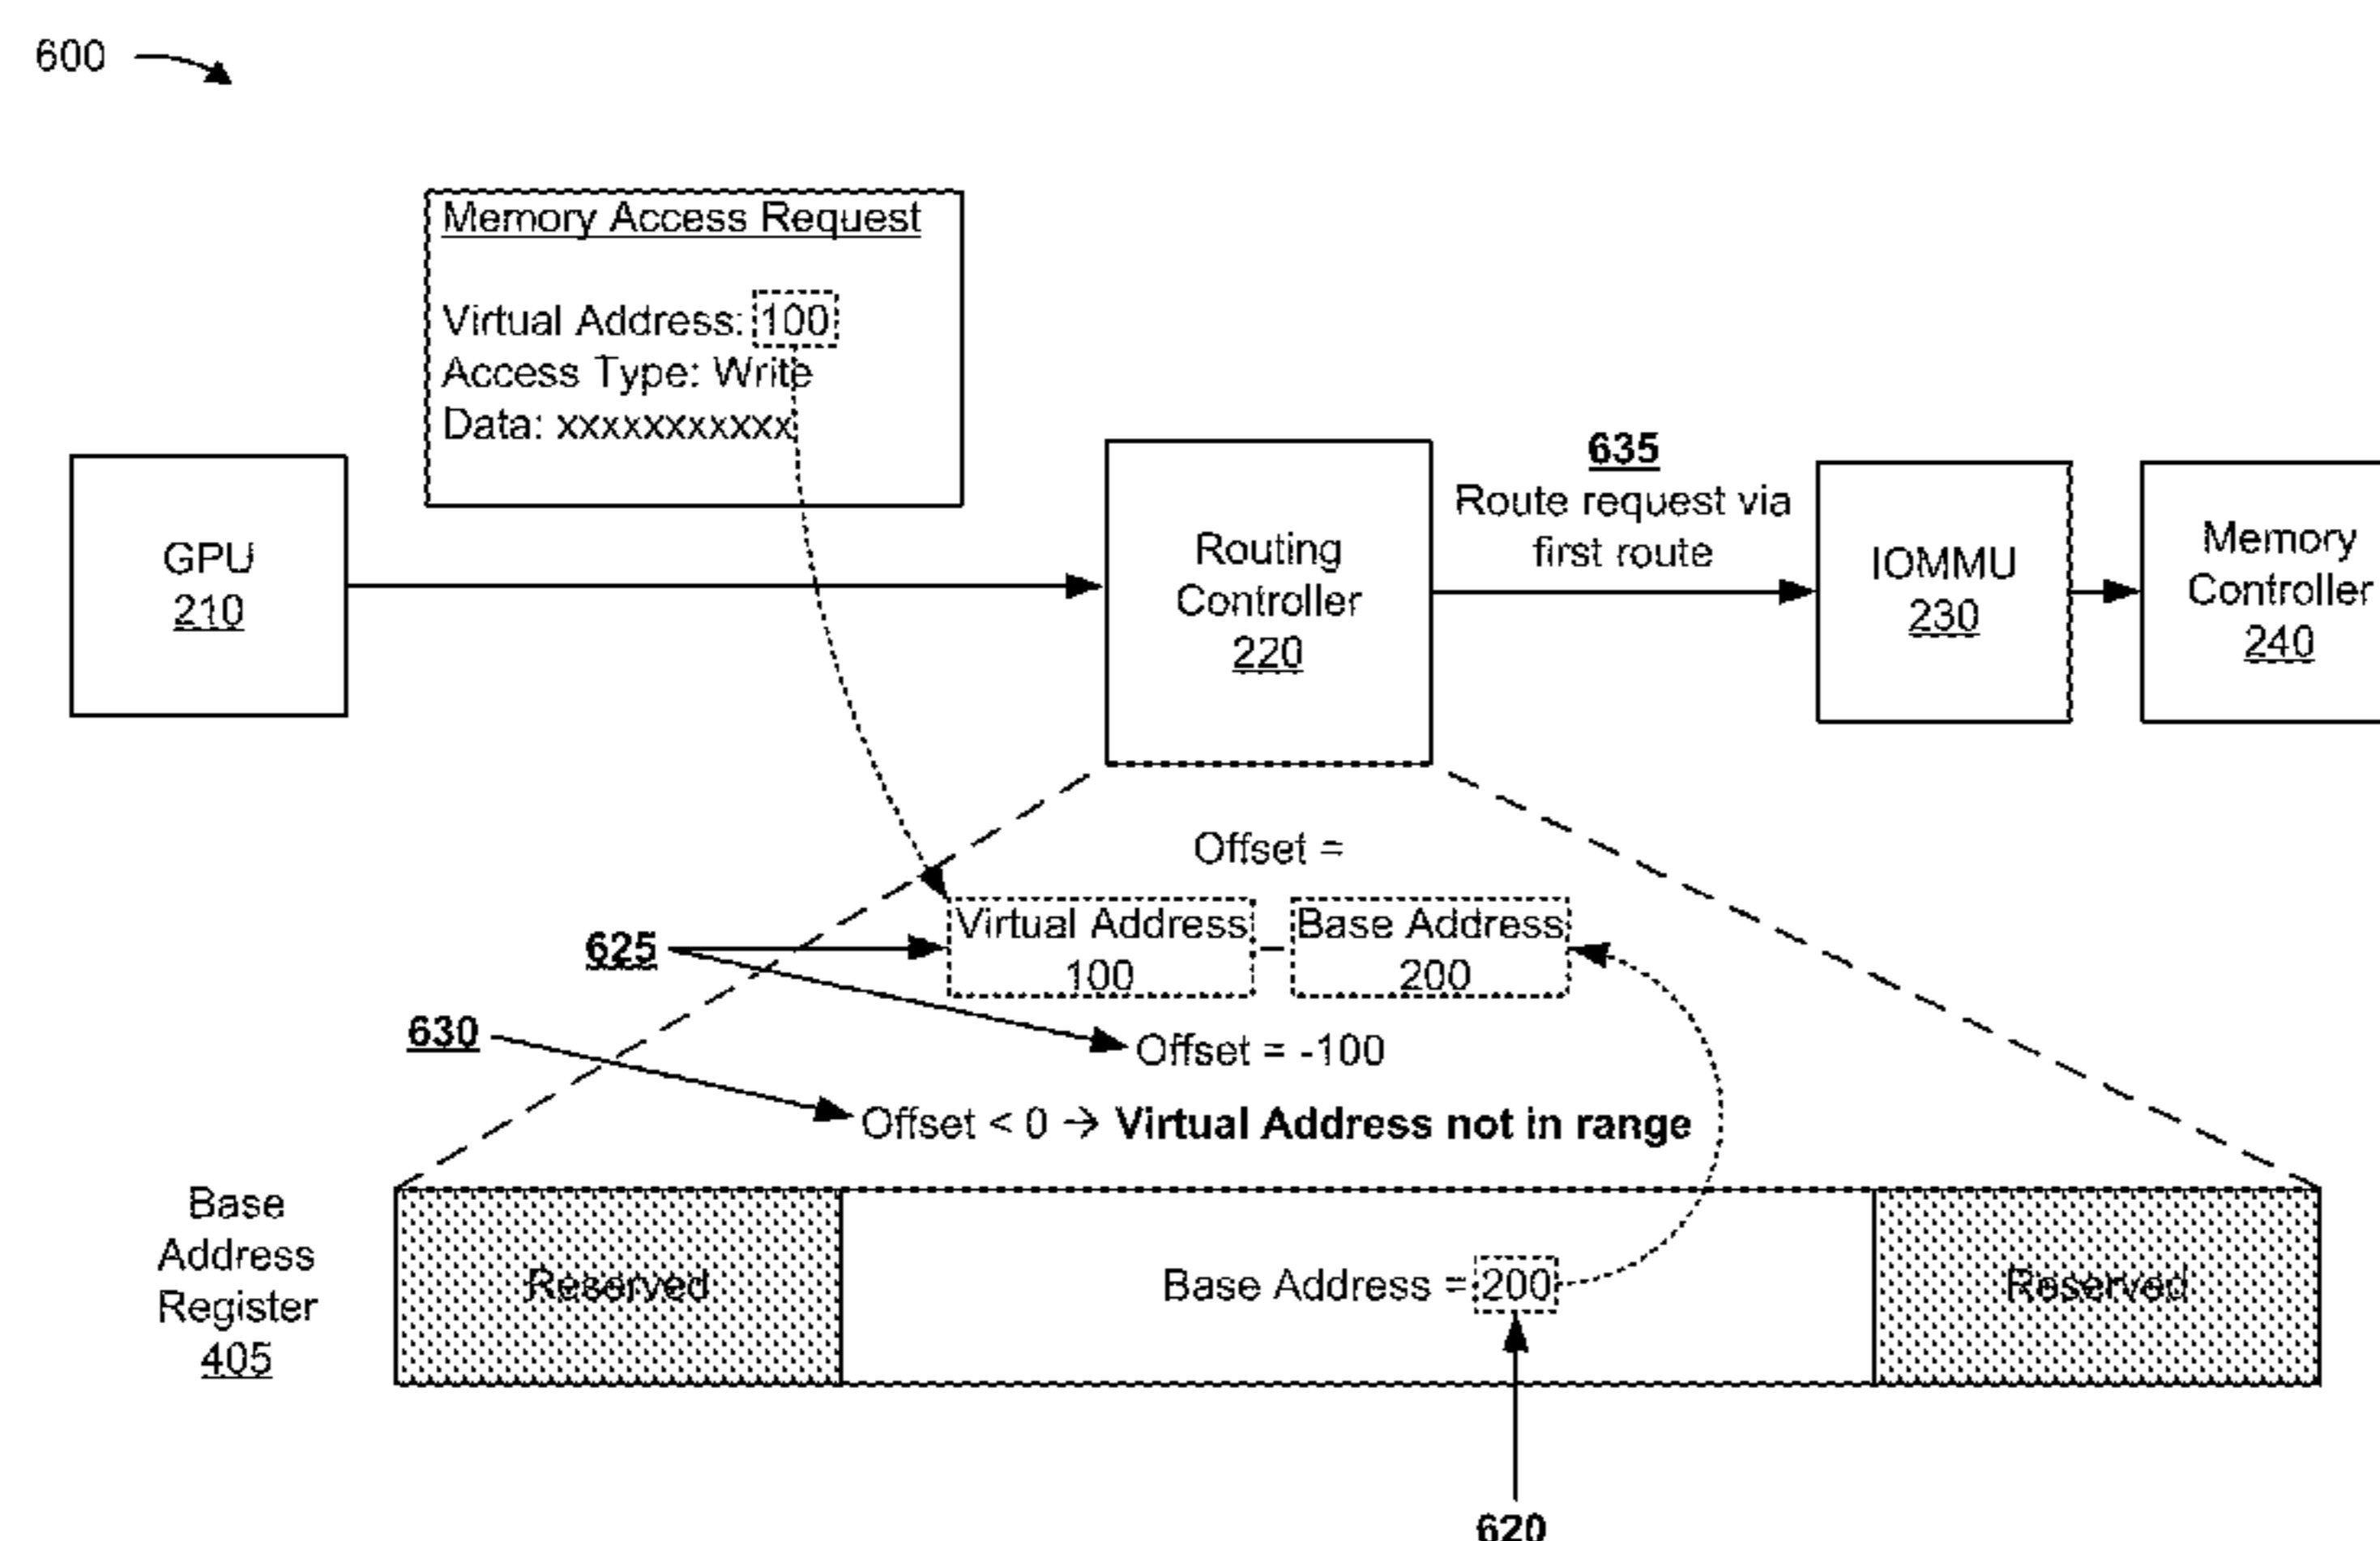 600
Memory Access Request
Virtual Address: 100
Access Type: Write
Data: xxxxxxxxxxx
GPU
210
Routing
Controller
220
635
Route request via
first route
IOMMU
230
Memory
Controller
240
Offset =
Virtual Address
100
–
Base Address
200
625
Offset = -100
630
Offset < 0 → Virtual Address not in range
Base
Address
Register
405
Reserved
Base Address = 200
Reserved
620